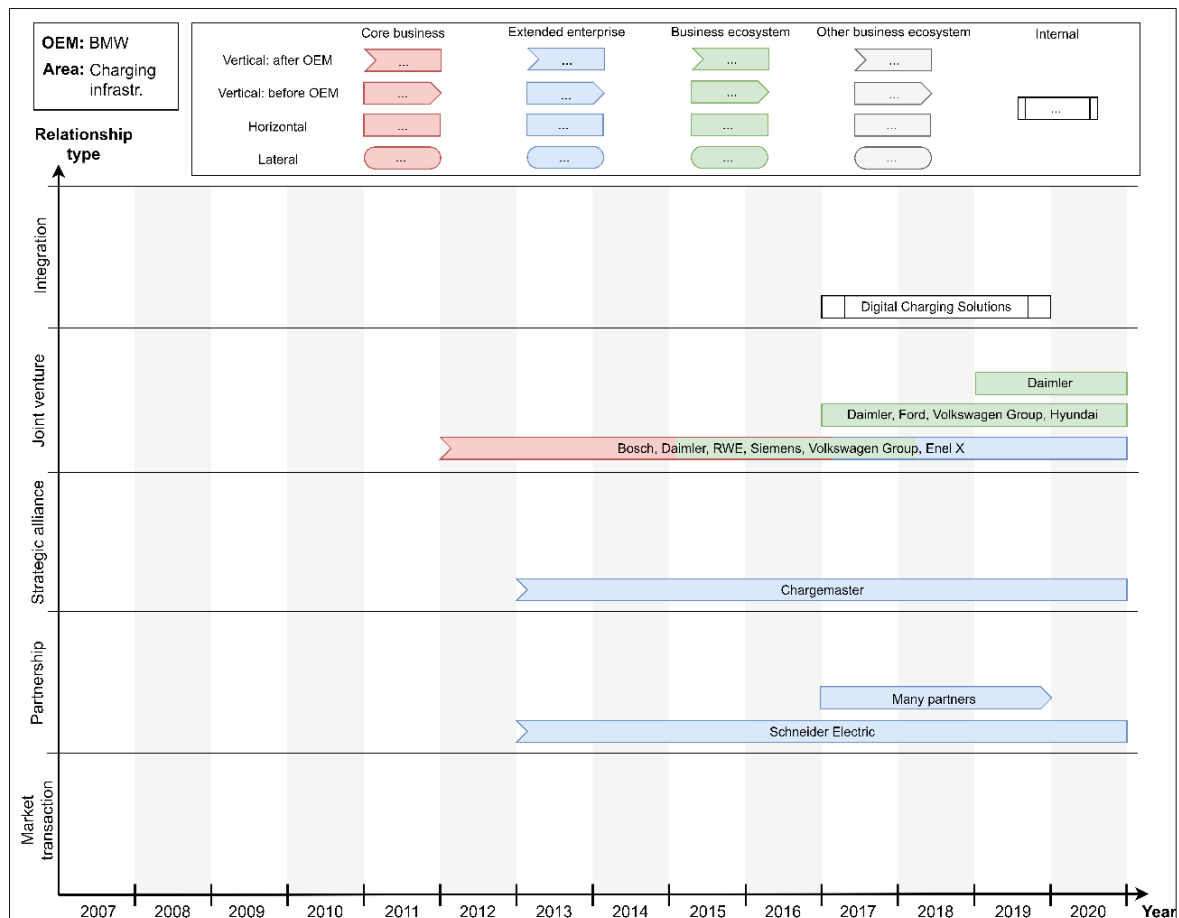 OEM: BMW
Area: Charging
infrastr.
Core business
Extended enterprise
Business ecosystem
Other business ecosystem
Internal
Vertical: after OEM
...
...
...
...
Vertical: before OEM
...
...
...
...
...
Horizontal
...
...
...
...
Lateral
...
...
...
...
Relationship
type
Integration
Digital Charging Solutions
Joint venture
Daimler
Daimler, Ford, Volkswagen Group, Hyundai
Bosch, Daimler, RWE, Siemens, Volkswagen Group, Enel X
Strategic alliance
Chargemaster
Partnership
Many partners
Schneider Electric
Market
transaction
2007
2008
2009
2010
2011
2012
2013
2014
2015
2016
2017
2018
2019
2020
Year